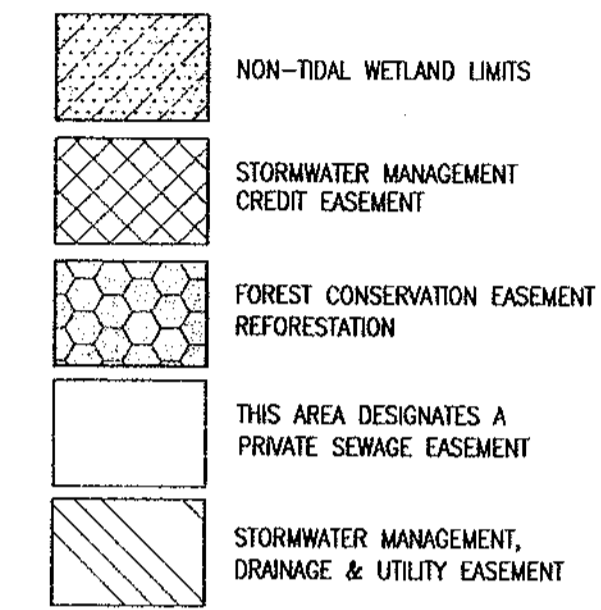 NON-TIDAL WETLAND LIMITS
STORMWATER MANAGEMENT
CREDIT EASEMENT
FOREST CONSERVATION EASEMENT
REFORESTATION
THIS AREA DESIGNATES A
PRIVATE SEWAGE EASEMENT
STORMWATER MANAGEMENT,
DRAINAGE & UTILITY EASEMENT